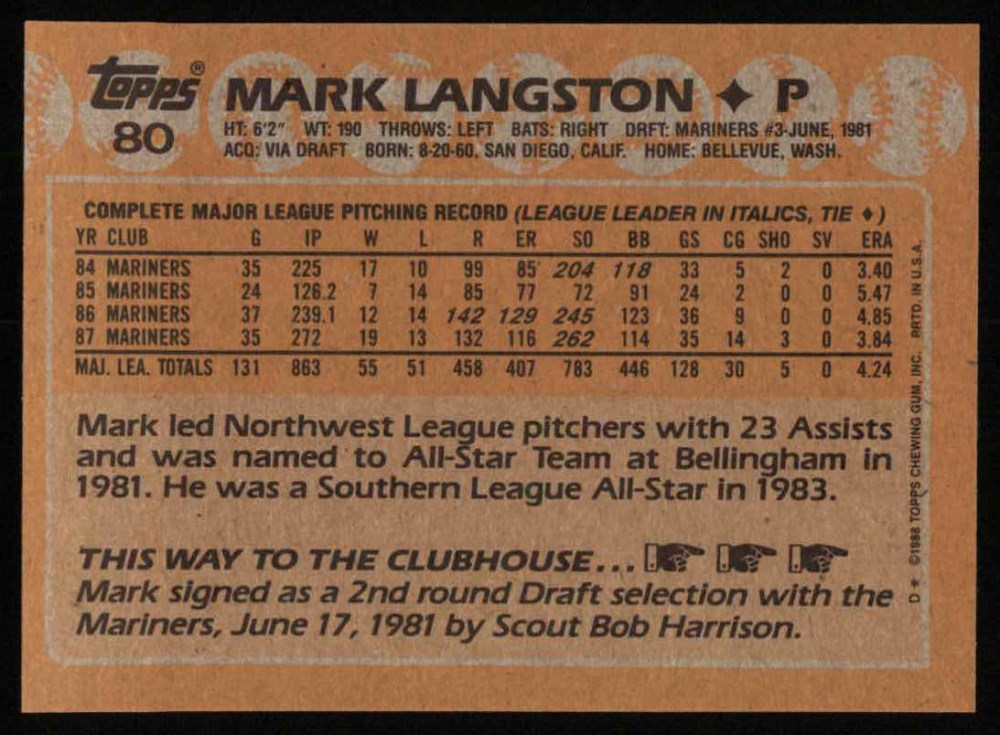 Topps® MARK LANGSTON ♦ P
80 HT: 6'2" WT: 190 THROWS: LEFT BATS: RIGHT DRFT: MARINERS #3-JUNE, 1981
ACQ: VIA DRAFT BORN: 8-20-60, SAN DIEGO, CALIF. HOME: BELLEVUE, WASH.
COMPLETE MAJOR LEAGUE PITCHING RECORD (LEAGUE LEADER IN ITALICS, TIE ♦)
YR CLUB G IP W L R ER SO BB GS CG SHO SV ERA
84 MARINERS 35 225 17 10 99 85 204 118 33 5 2 0 3.40
85 MARINERS 24 126.2 7 14 85 77 72 91 24 2 0 0 5.47
86 MARINERS 37 239.1 12 14 142 129 245 123 36 9 0 0 4.85
87 MARINERS 35 272 19 13 132 116 262 114 35 14 3 0 3.84
MAJ. LEA. TOTALS 131 863 55 51 458 407 783 446 128 30 5 0 4.24
Mark led Northwest League pitchers with 23 Assists
and was named to All-Star Team at Bellingham in
1981. He was a Southern League All-Star in 1983.
THIS WAY TO THE CLUBHOUSE...
Mark signed as a 2nd round Draft selection with the
Mariners, June 17, 1981 by Scout Bob Harrison.
D* ©1988 TOPPS CHEWING GUM, INC. PRTD. IN U.S.A.